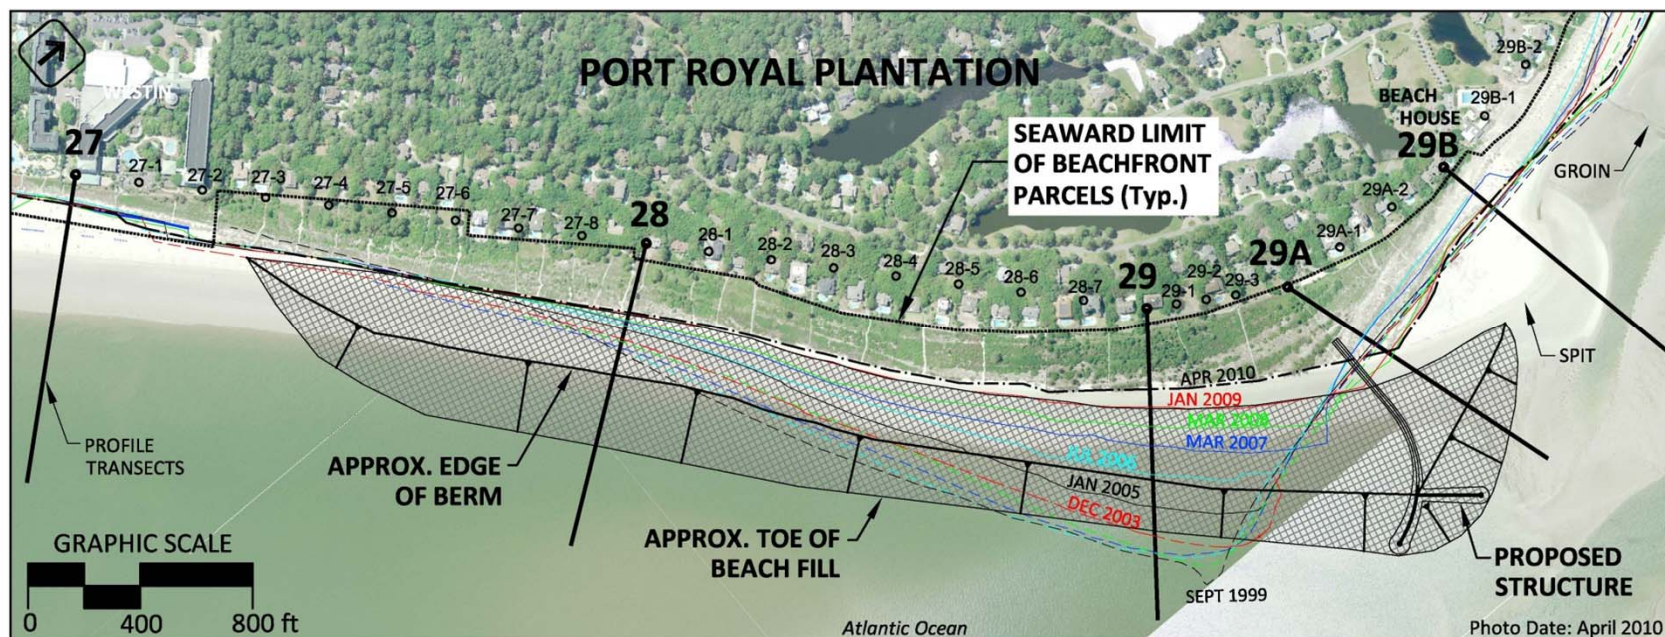 PORT ROYAL PLANTATION
WESTIN
27
27-1
27-2
27-3
27-4
27-5
27-6
27-7
27-8
28
28-1
28-2
28-3
28-4
28-5
28-6
28-7
29
29-1
29-2
29-3
29A
29A-1
29A-2
29B
29B-1
29B-2
BEACH
HOUSE
SEAWARD LIMIT
OF BEACHFRONT
PARCELS (Typ.)
GROIN
SPIT
APR 2010
JAN 2009
MAR 2008
MAR 2007
JUL 2006
JAN 2005
DEC 2003
SEPT 1999
PROFILE
TRANSECTS
APPROX. EDGE
OF BERM
APPROX. TOE OF
BEACH FILL
PROPOSED
STRUCTURE
GRAPHIC SCALE
0 400 800 ft
Atlantic Ocean
Photo Date: April 2010